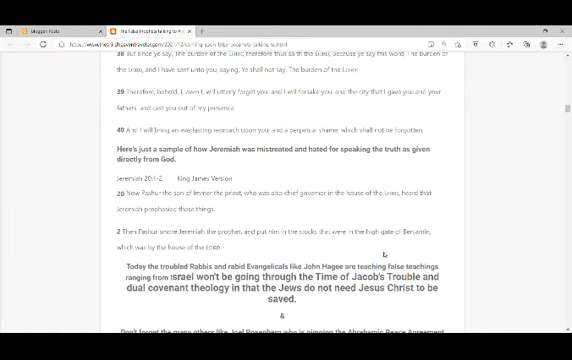 Blogger: Posts
The False Prophets Talking to
38 But since ye say, The burden of the LORD; therefore thus saith the LORD; Because ye say this word, The burden of
the LORD, and I have sent unto you, saying, Ye shall not say, The burden of the LORD;
39 Therefore, behold, I, even I, will utterly forget you, and I will forsake you, and the city that I gave you and your
fathers, and cast you out of my presence
40 And I will bring an everlasting reproach upon you, and a perpetual shame, which shall not be forgotten.
Here's just a sample of how Jeremiah was mistreated and hated for speaking the truth as given
directly from God.
Jeremiah 20:1-2 King James Version
20 Now Pashur the son of Immer the priest, who was also chief governor in the house of the LORD, heard that
Jeremiah prophesied these things.
2 Then Pashur smote Jeremiah the prophet, and put him in the stocks that were in the high gate of Benjamin,
which was by the house of the LORD.
Today the troubled Rabbis and rabid Evangelicals like John Hagee are teaching false teachings
ranging from Israel won't be going through the Time of Jacob's Trouble and
dual covenant theology in that the Jews do not need Jesus Christ to be
saved.
&
Don't forget the many others like Joel Rosenberg who is pimping the Abrahamic Peace Agreement